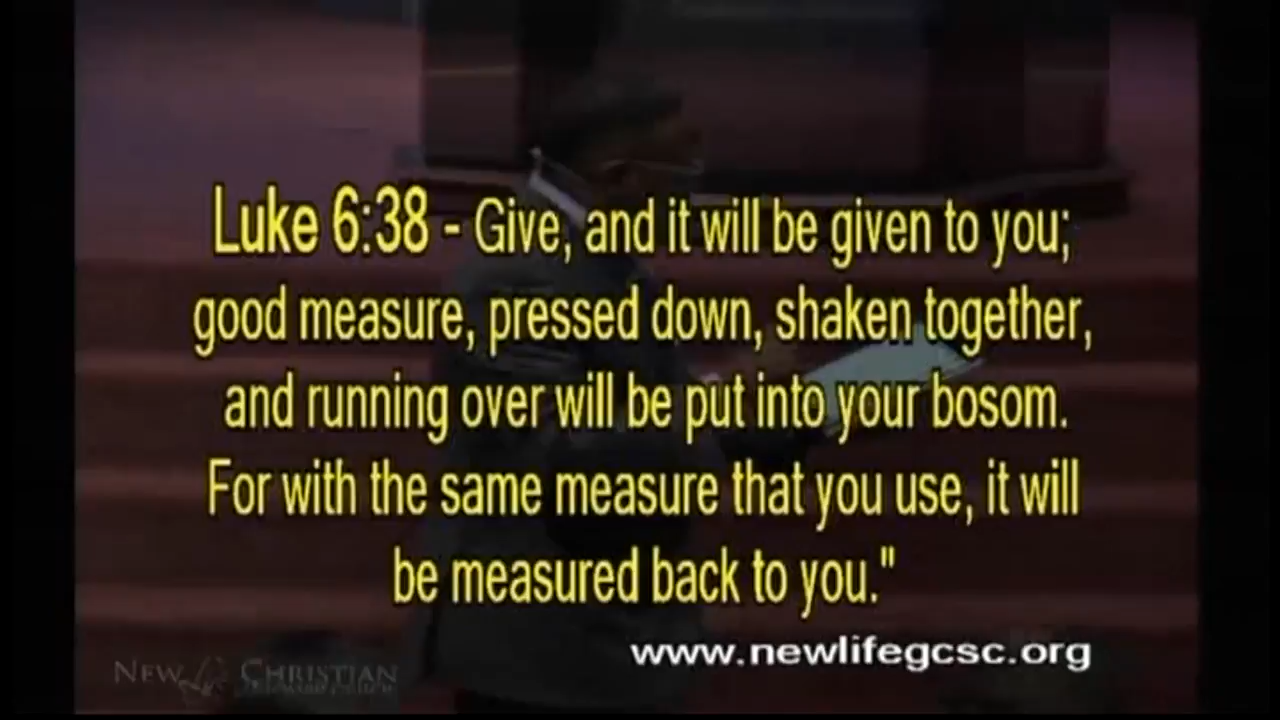 Luke 6:38 - Give, and it will be given to you;
good measure, pressed down, shaken together,
and running over will be put into your bosom.
For with the same measure that you use, it will
be measured back to you."
www.newlifegcsc.org
NEW CHRISTIAN